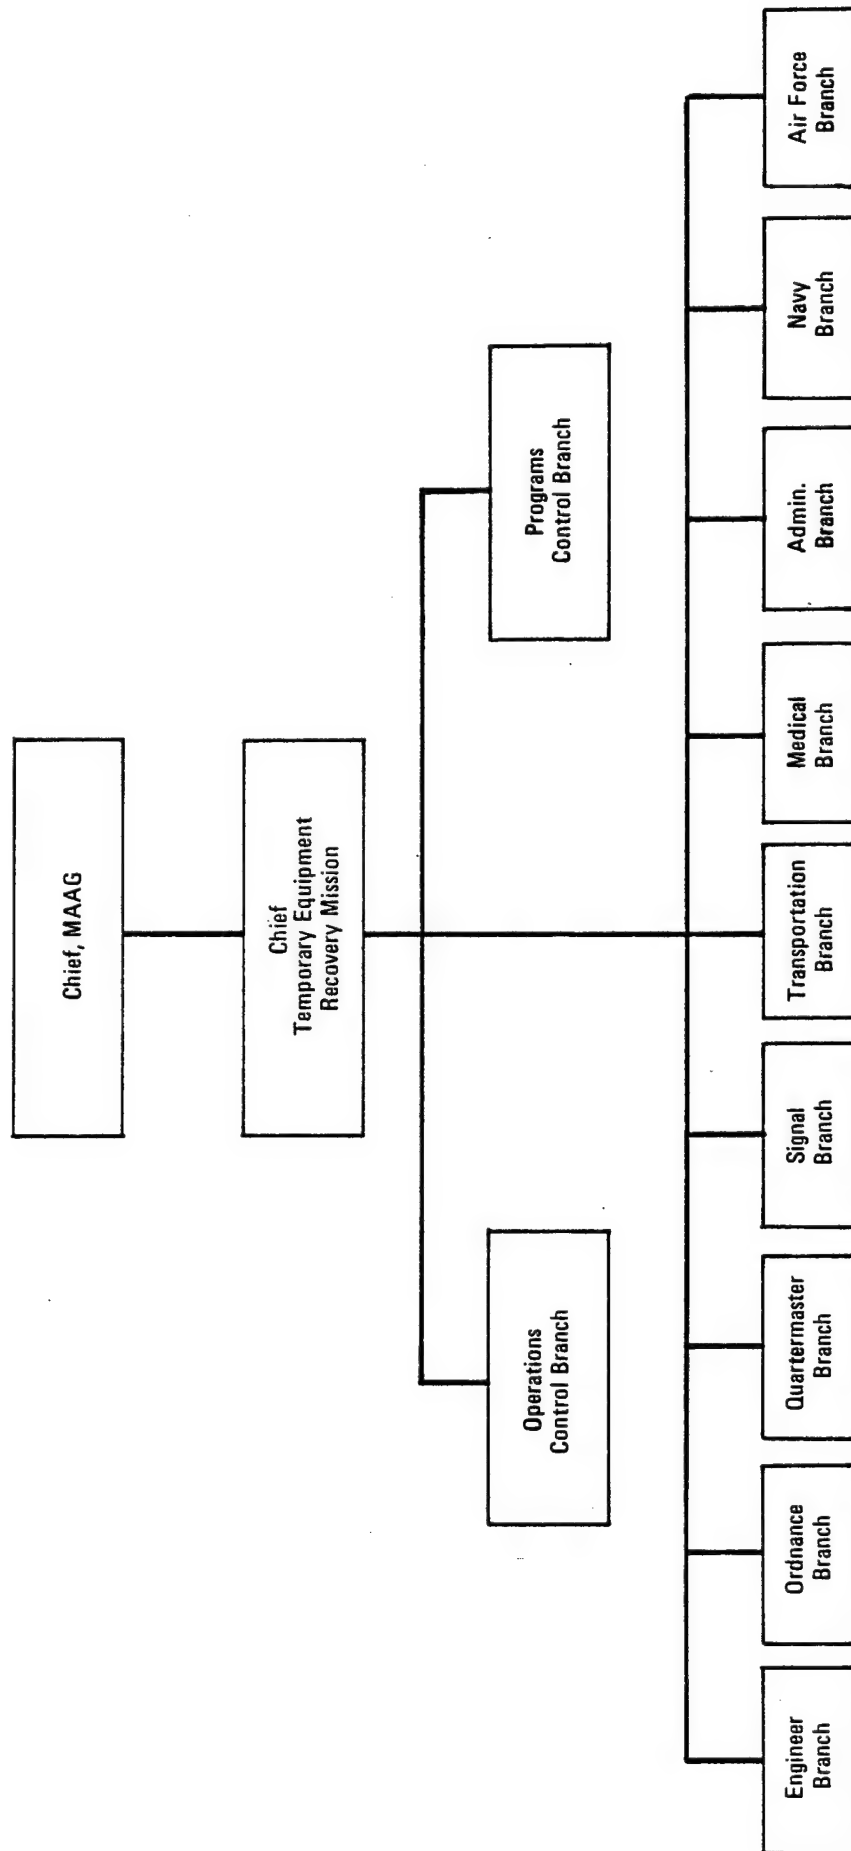 Chief, MAAG
Chief
Temporary Equipment
Recovery Mission
Operations
Control Branch
Programs
Control Branch
Engineer
Branch
Ordnance
Branch
Quartermaster
Branch
Signal
Branch
Transportation
Branch
Medical
Branch
Admin.
Branch
Navy
Branch
Air Force
Branch